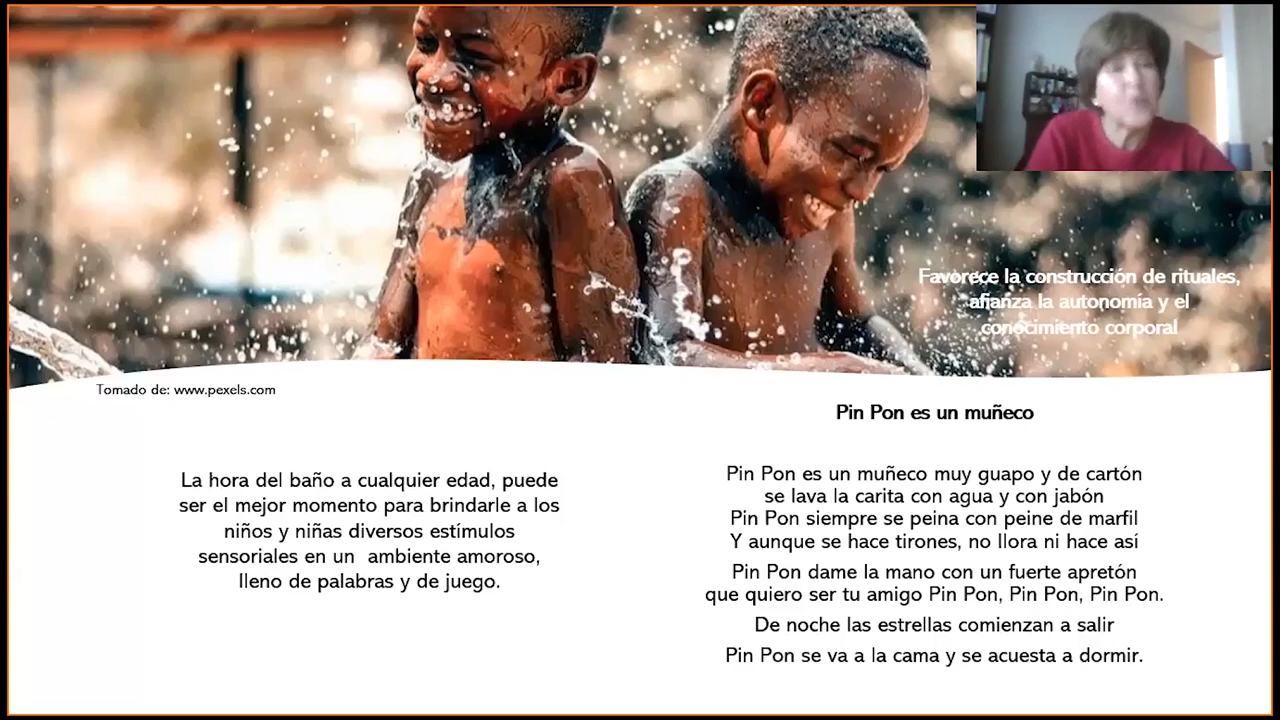 Favorece la construcción de rituales,
afianza la autonomía y el
conocimiento corporal
Tomado de: www.pexels.com
La hora del baño a cualquier edad, puede
ser el mejor momento para brindarle a los
niños y niñas diversos estímulos
sensoriales en un ambiente amoroso,
lleno de palabras y de juego.
Pin Pon es un muñeco
Pin Pon es un muñeco muy guapo y de cartón
se lava la carita con agua y con jabón
Pin Pon siempre se peina con peine de marfil
Y aunque se hace tirones, no llora ni hace así
Pin Pon dame la mano con un fuerte apretón
que quiero ser tu amigo Pin Pon, Pin Pon, Pin Pon.
De noche las estrellas comienzan a salir
Pin Pon se va a la cama y se acuesta a dormir.